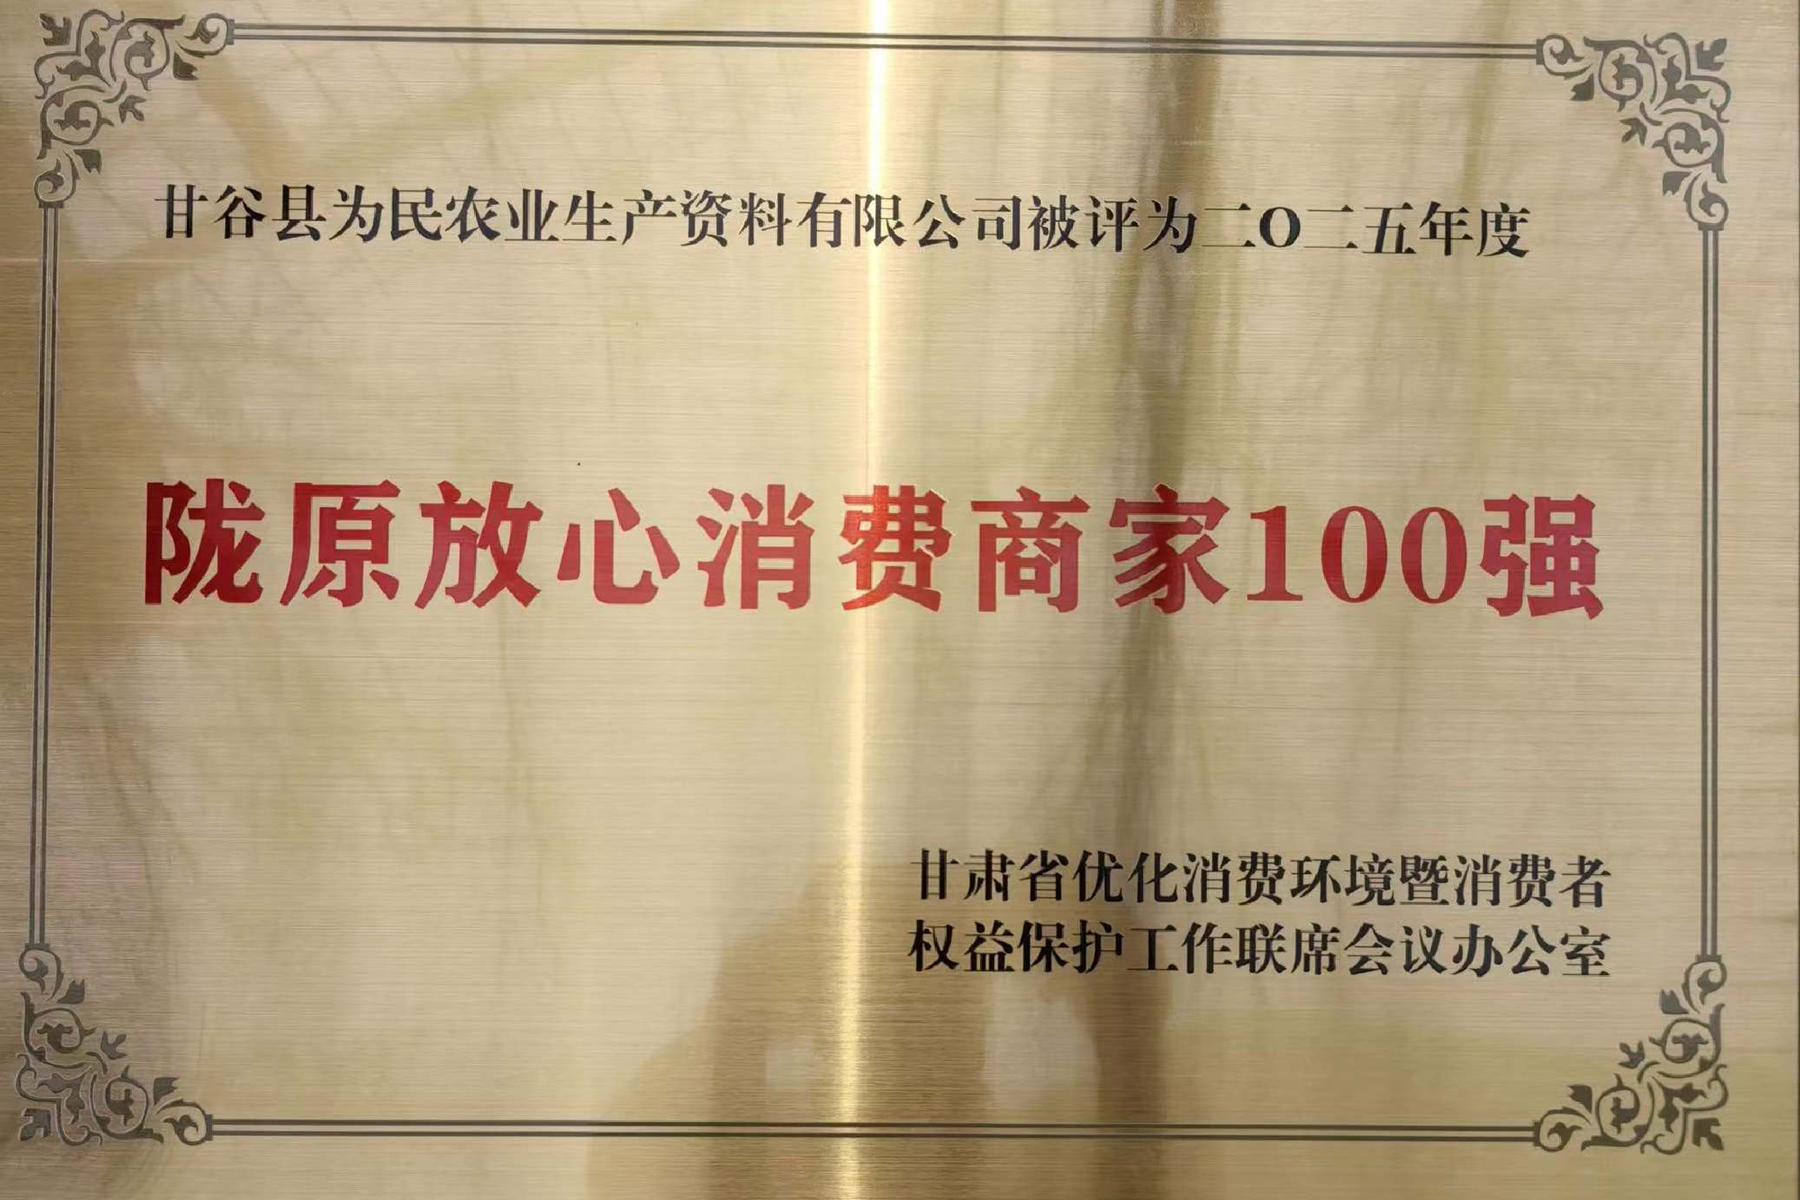 甘谷县为民农业生产资料有限公司被评为二O二五年度
陇原放心消费商家100强
甘肃省优化消费环境暨消费者
权益保护工作联席会议办公室